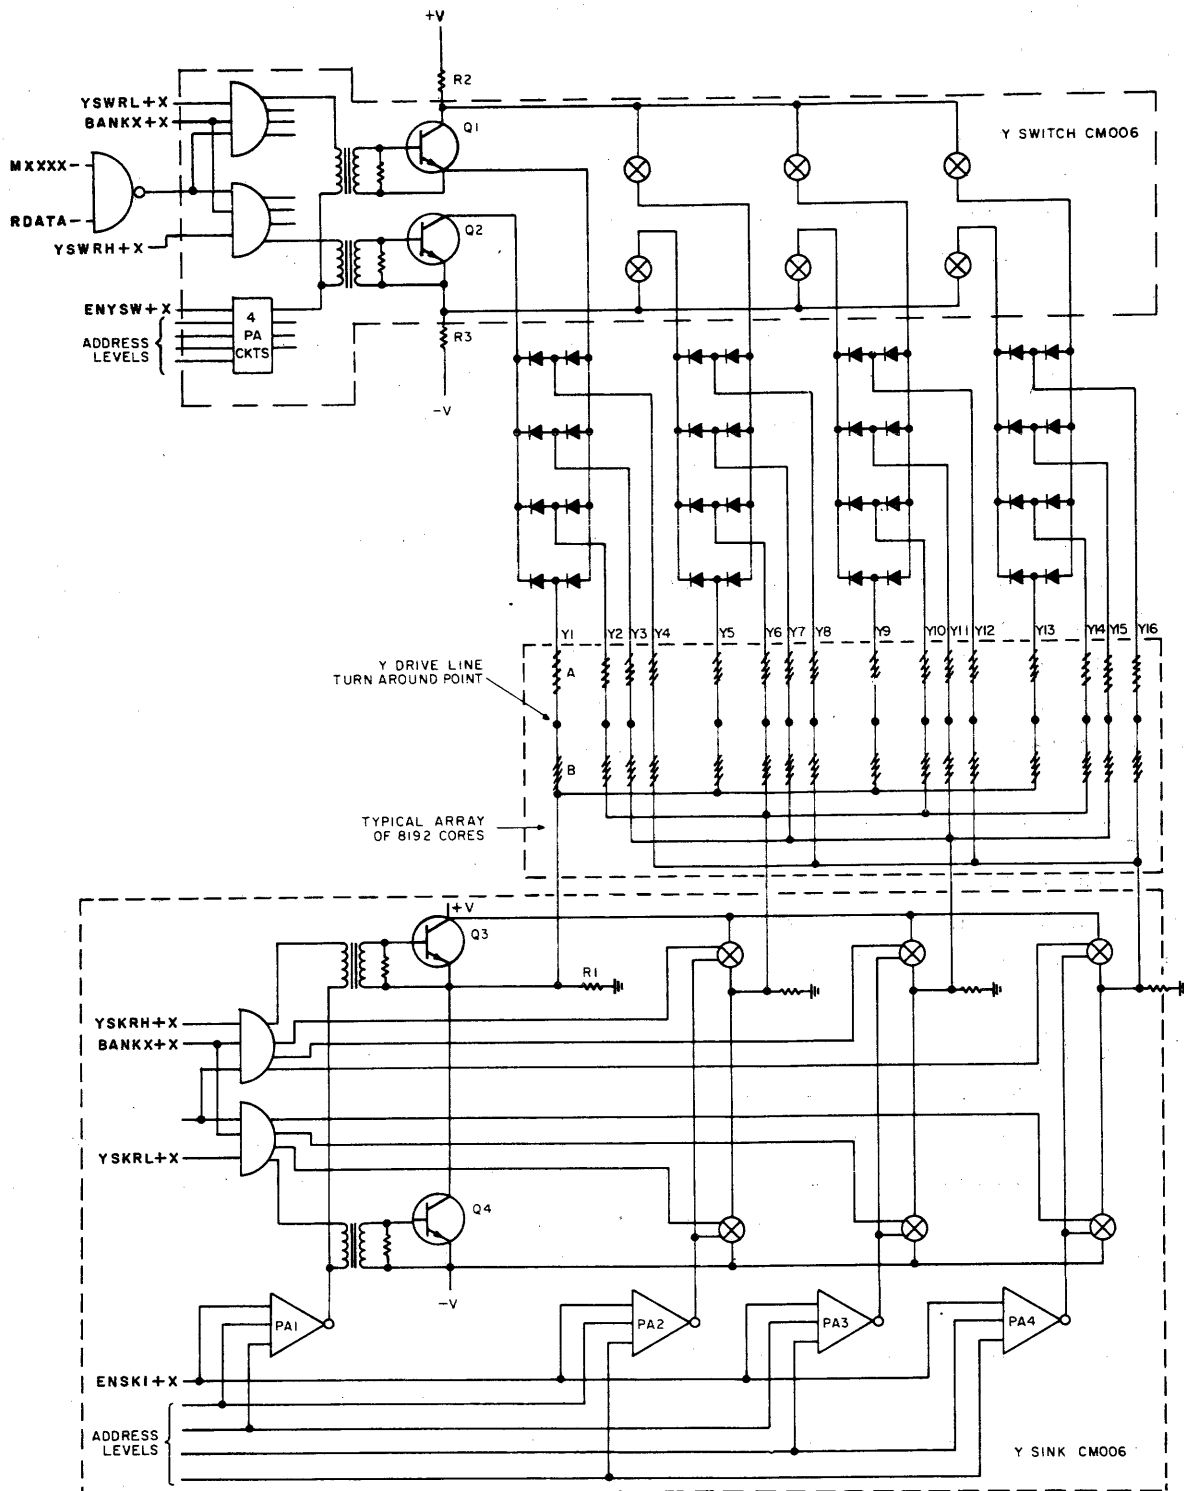 +V
R2
YSWRL+X
BANKX+X
Q1
Y SWITCH CM006
MXXXX-
RDATA-
YSWRH+X
Q2
ENYSW+X
4
PA
CKTS
ADDRESS
LEVELS
R3
-V
Y1
Y2
Y3
Y4
Y5
Y6
Y7
Y8
Y9
Y10
Y11
Y12
Y13
Y14
Y15
Y16
Y DRIVE LINE
TURN AROUND POINT
A
B
TYPICAL ARRAY
OF 8192 CORES
+V
Q3
R1
YSKRH+X
BANKX+X
YSKRL+X
Q4
-V
PA1
PA2
PA3
PA4
ENSKI+X
ADDRESS
LEVELS
Y SINK CM006